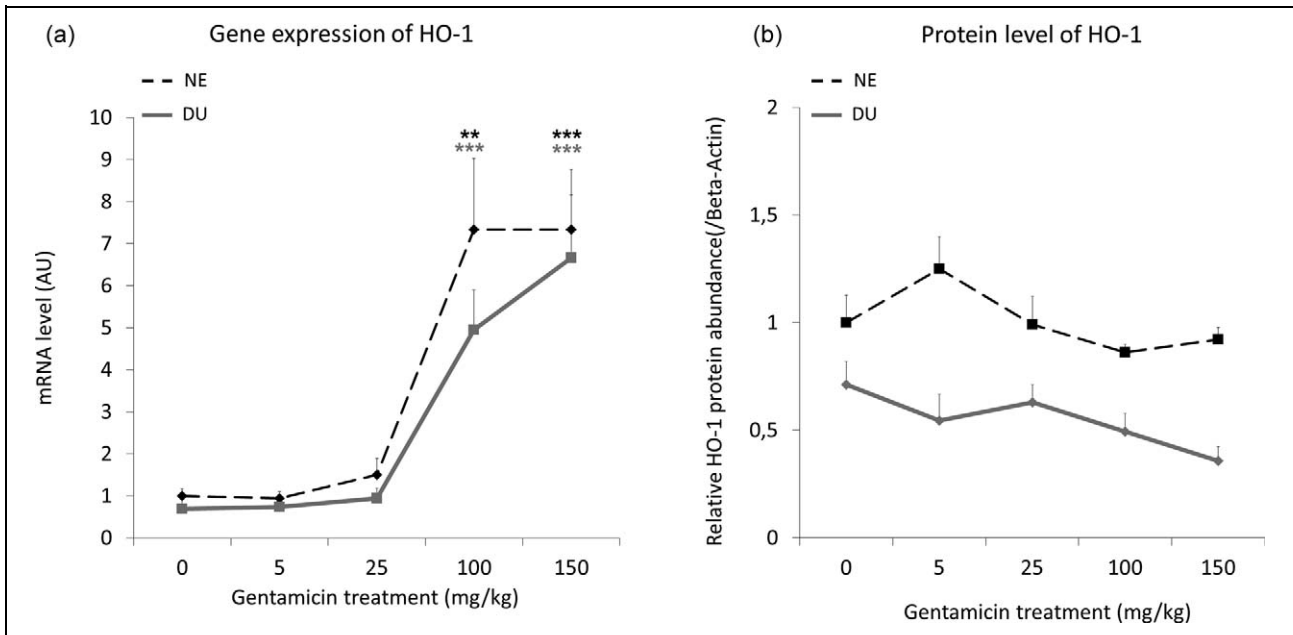 (a) Gene expression of HO-1
NE
DU
10
9
8
7
6
5
4
3
2
1
0
mRNA level (AU)
**
***
***
***
0 5 25 100 150
Gentamicin treatment (mg/kg)
(b) Protein level of HO-1
NE
DU
2
1,5
1
0,5
0
Relative HO-1 protein abundance(/Beta-Actin)
0 5 25 100 150
Gentamicin treatment (mg/kg)